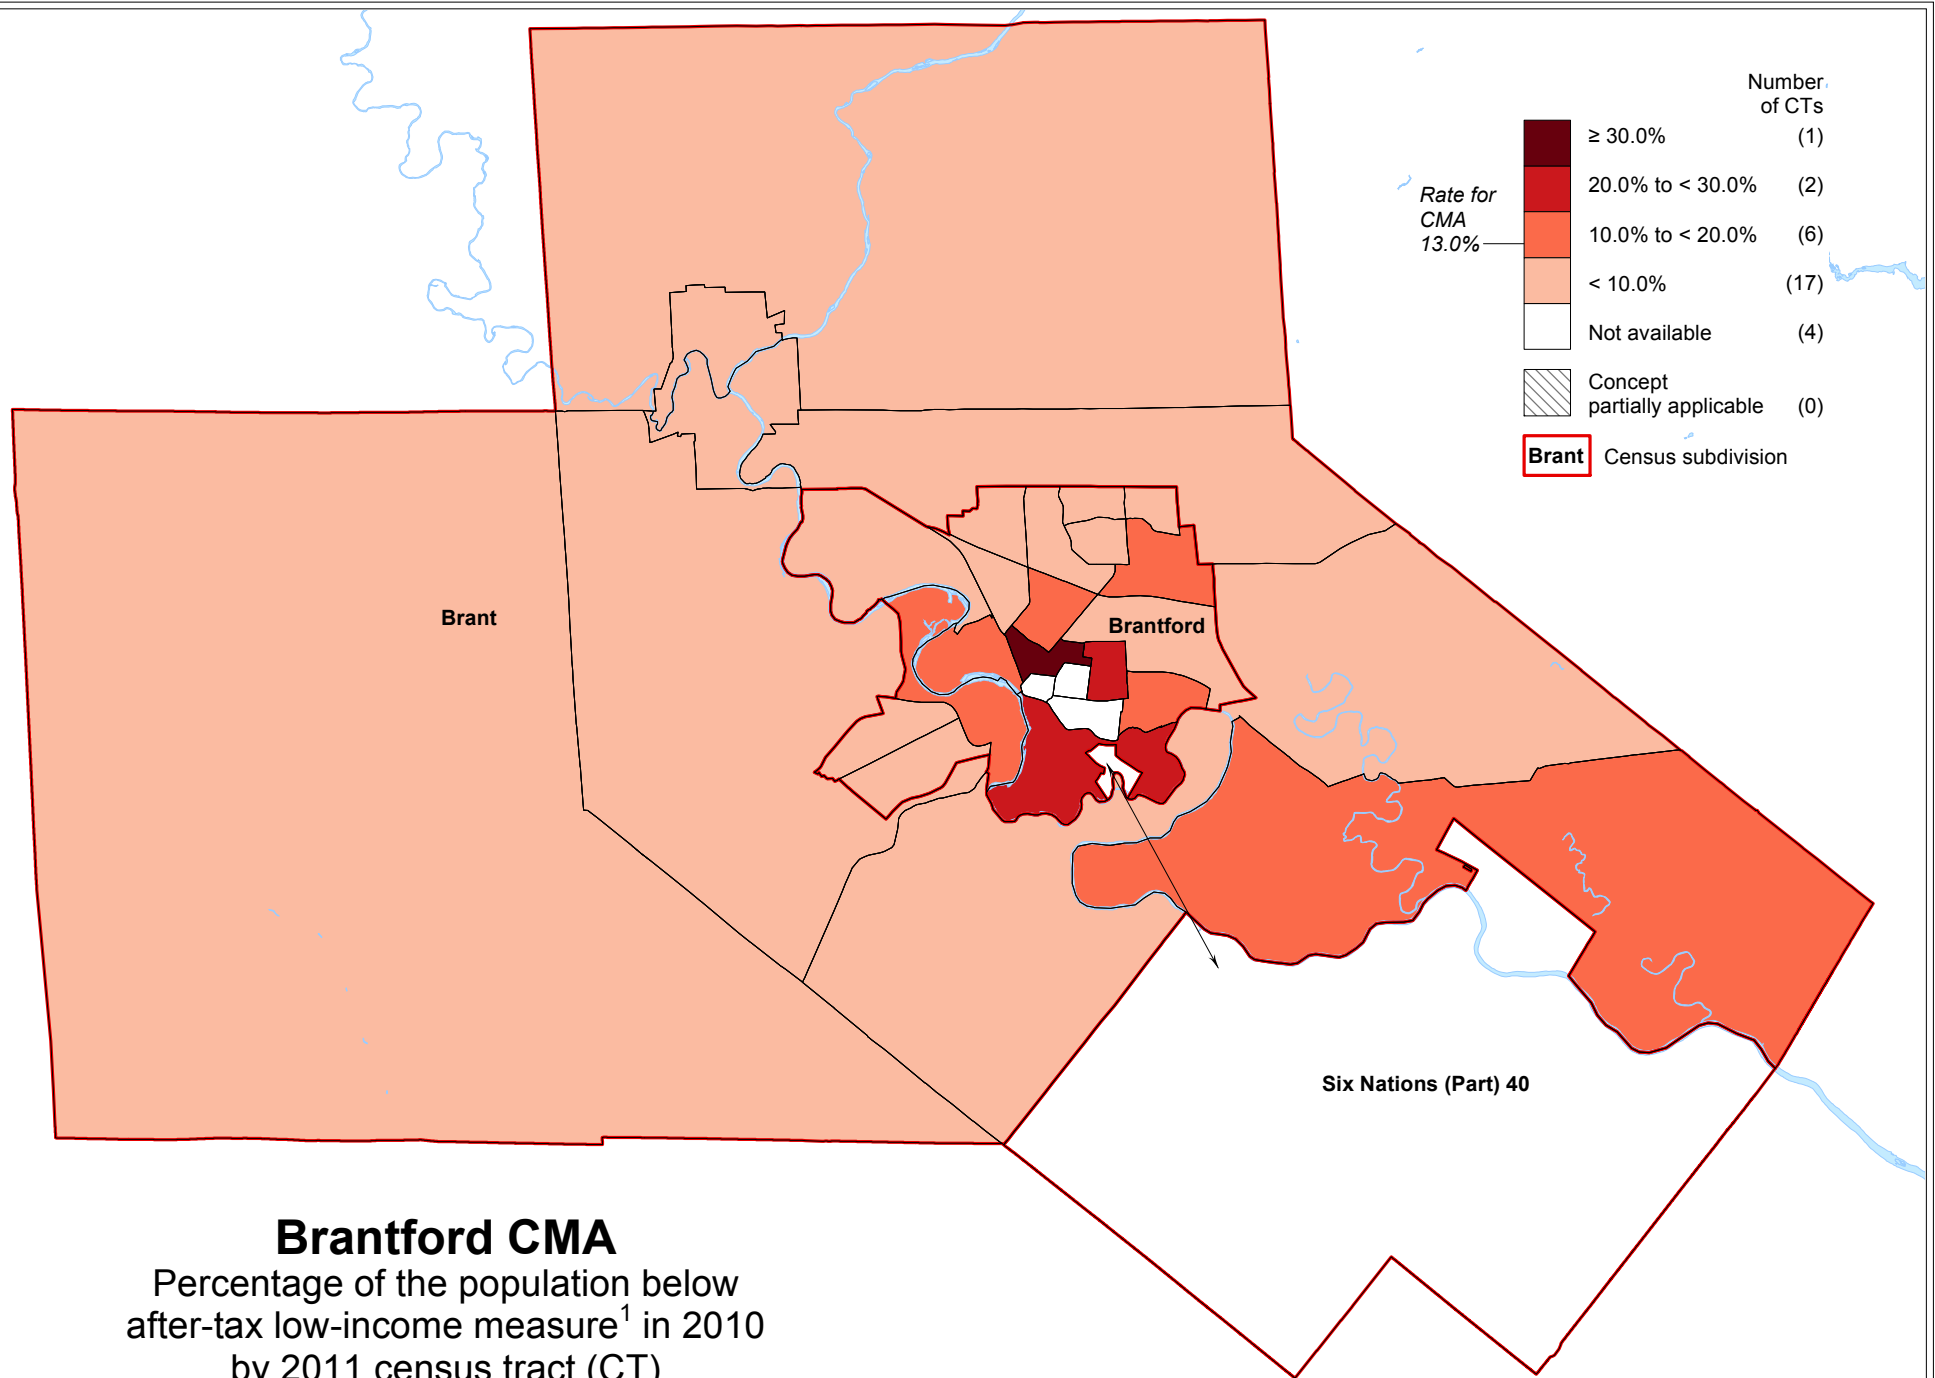 Number
of CTs
≥ 30.0% (1)
20.0% to < 30.0% (2)
Rate for
CMA
13.0%
10.0% to < 20.0% (6)
< 10.0% (17)
Not available (4)
Concept
partially applicable (0)
Brant Census subdivision
Brant
Brantford
Six Nations (Part) 40
Brantford CMA
Percentage of the population below
after-tax low-income measure¹ in 2010
by 2011 census tract (CT)